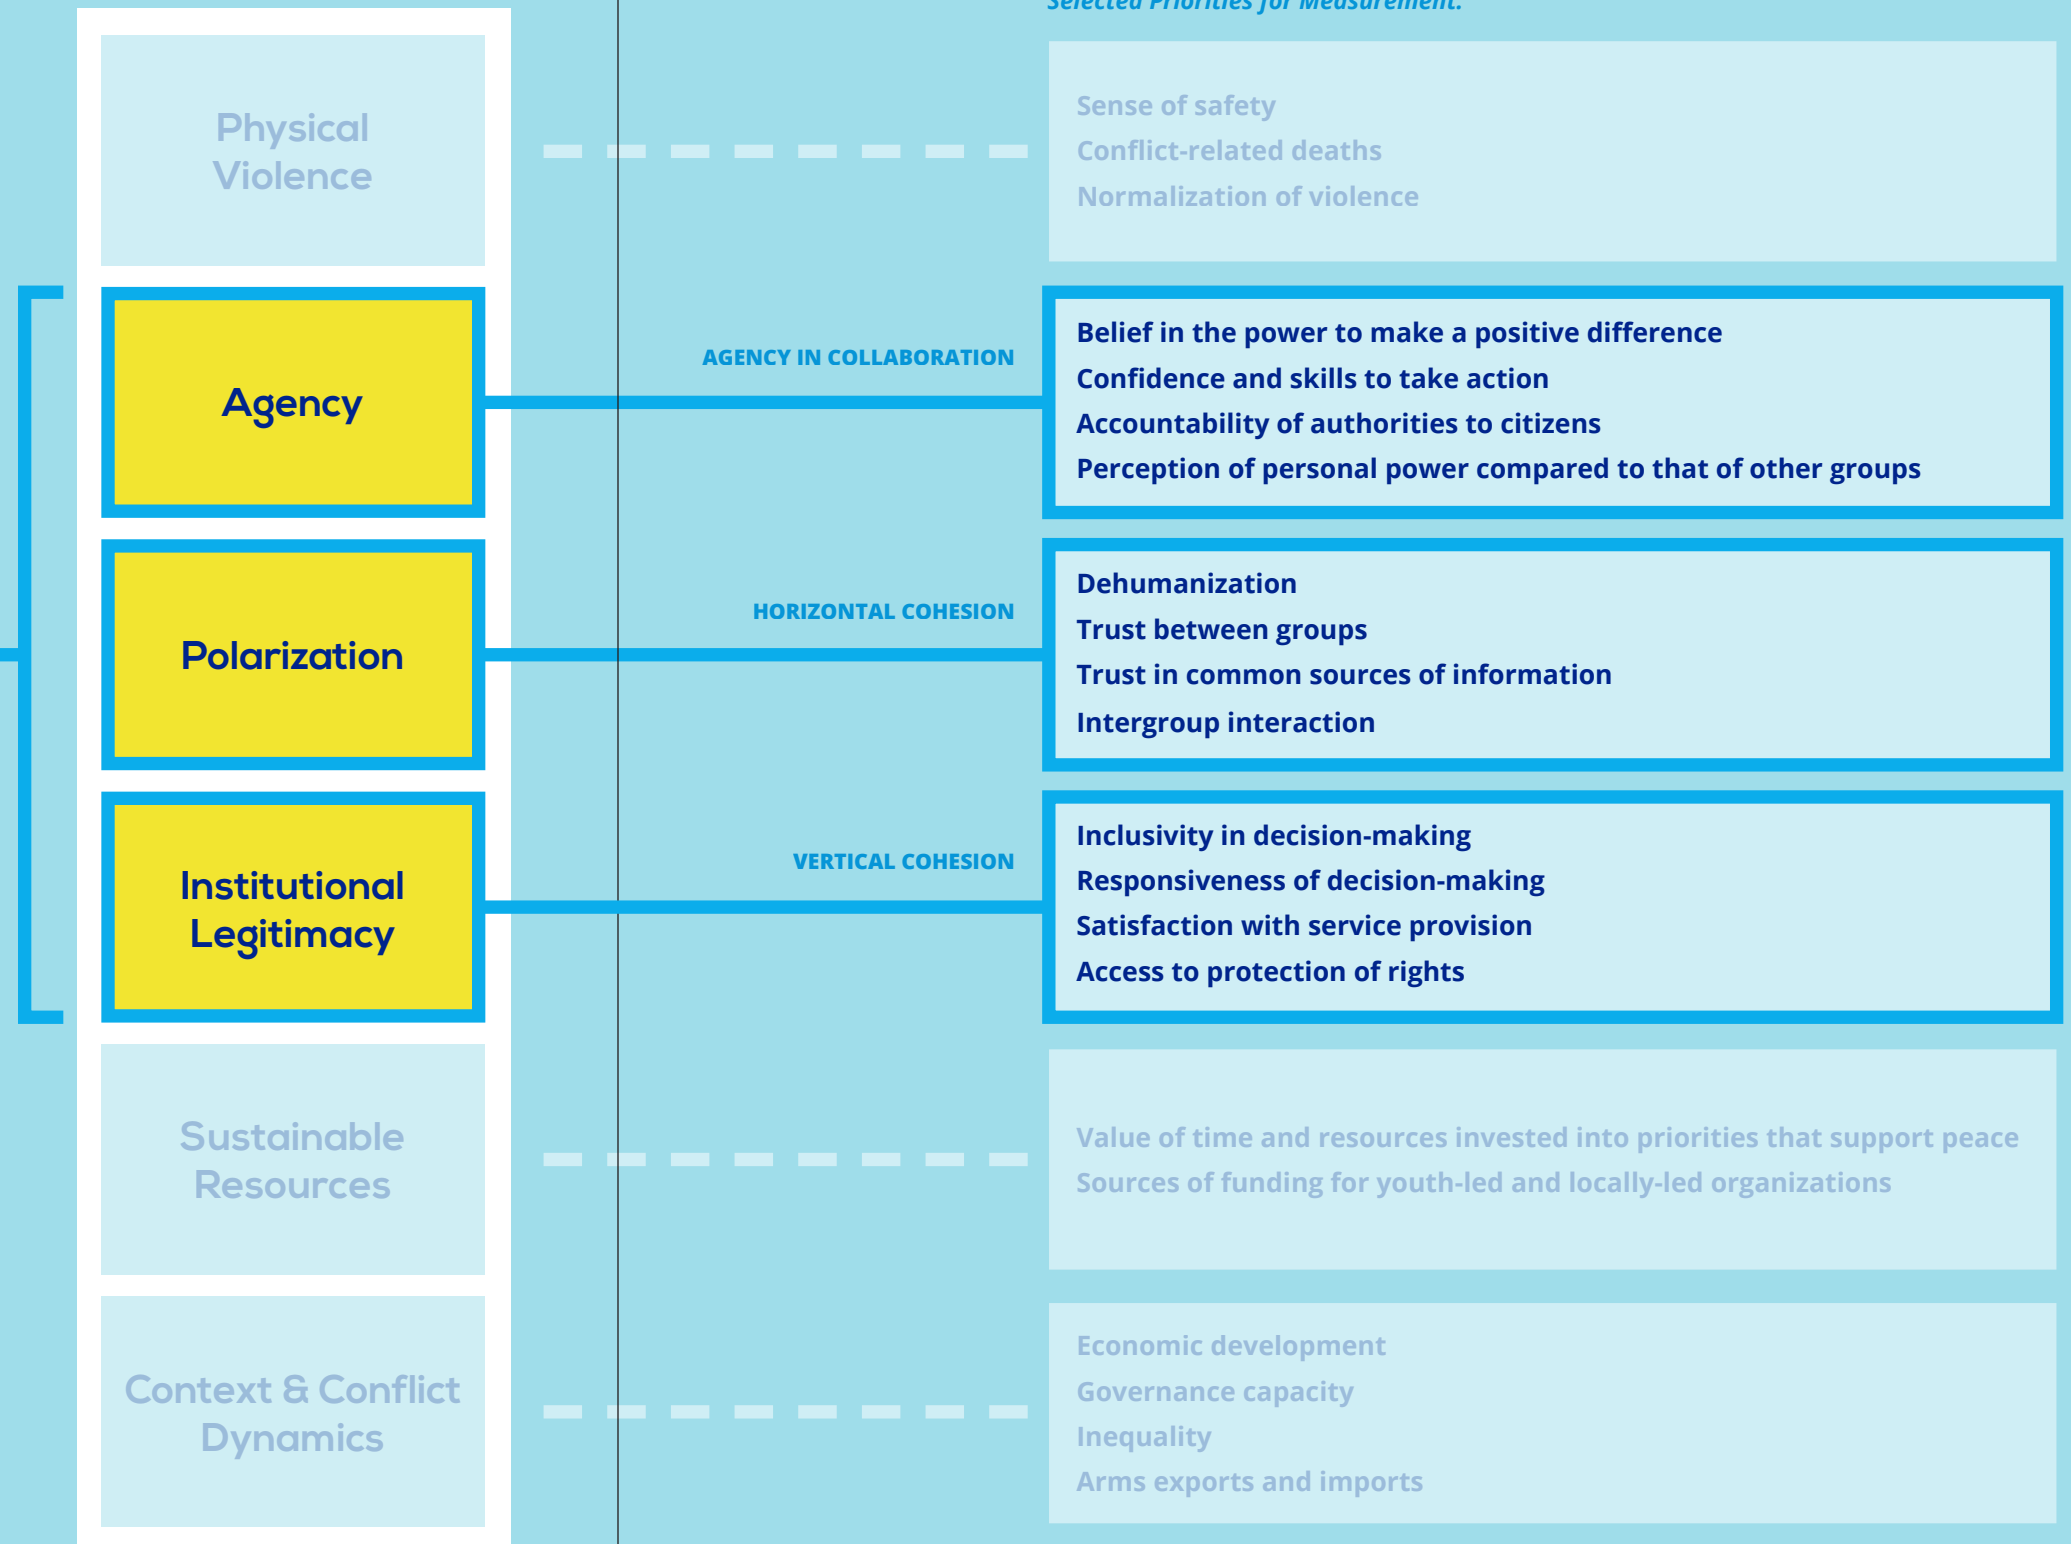 Selected Priorities for Measurement:
Physical
Violence
Sense of safety
Conflict-related deaths
Normalization of violence
Agency
AGENCY IN COLLABORATION
Belief in the power to make a positive difference
Confidence and skills to take action
Accountability of authorities to citizens
Perception of personal power compared to that of other groups
Polarization
HORIZONTAL COHESION
Dehumanization
Trust between groups
Trust in common sources of information
Intergroup interaction
Institutional
Legitimacy
VERTICAL COHESION
Inclusivity in decision-making
Responsiveness of decision-making
Satisfaction with service provision
Access to protection of rights
Sustainable
Resources
Value of time and resources invested into priorities that support peace
Sources of funding for youth-led and locally-led organizations
Context & Conflict
Dynamics
Economic development
Governance capacity
Inequality
Arms exports and imports